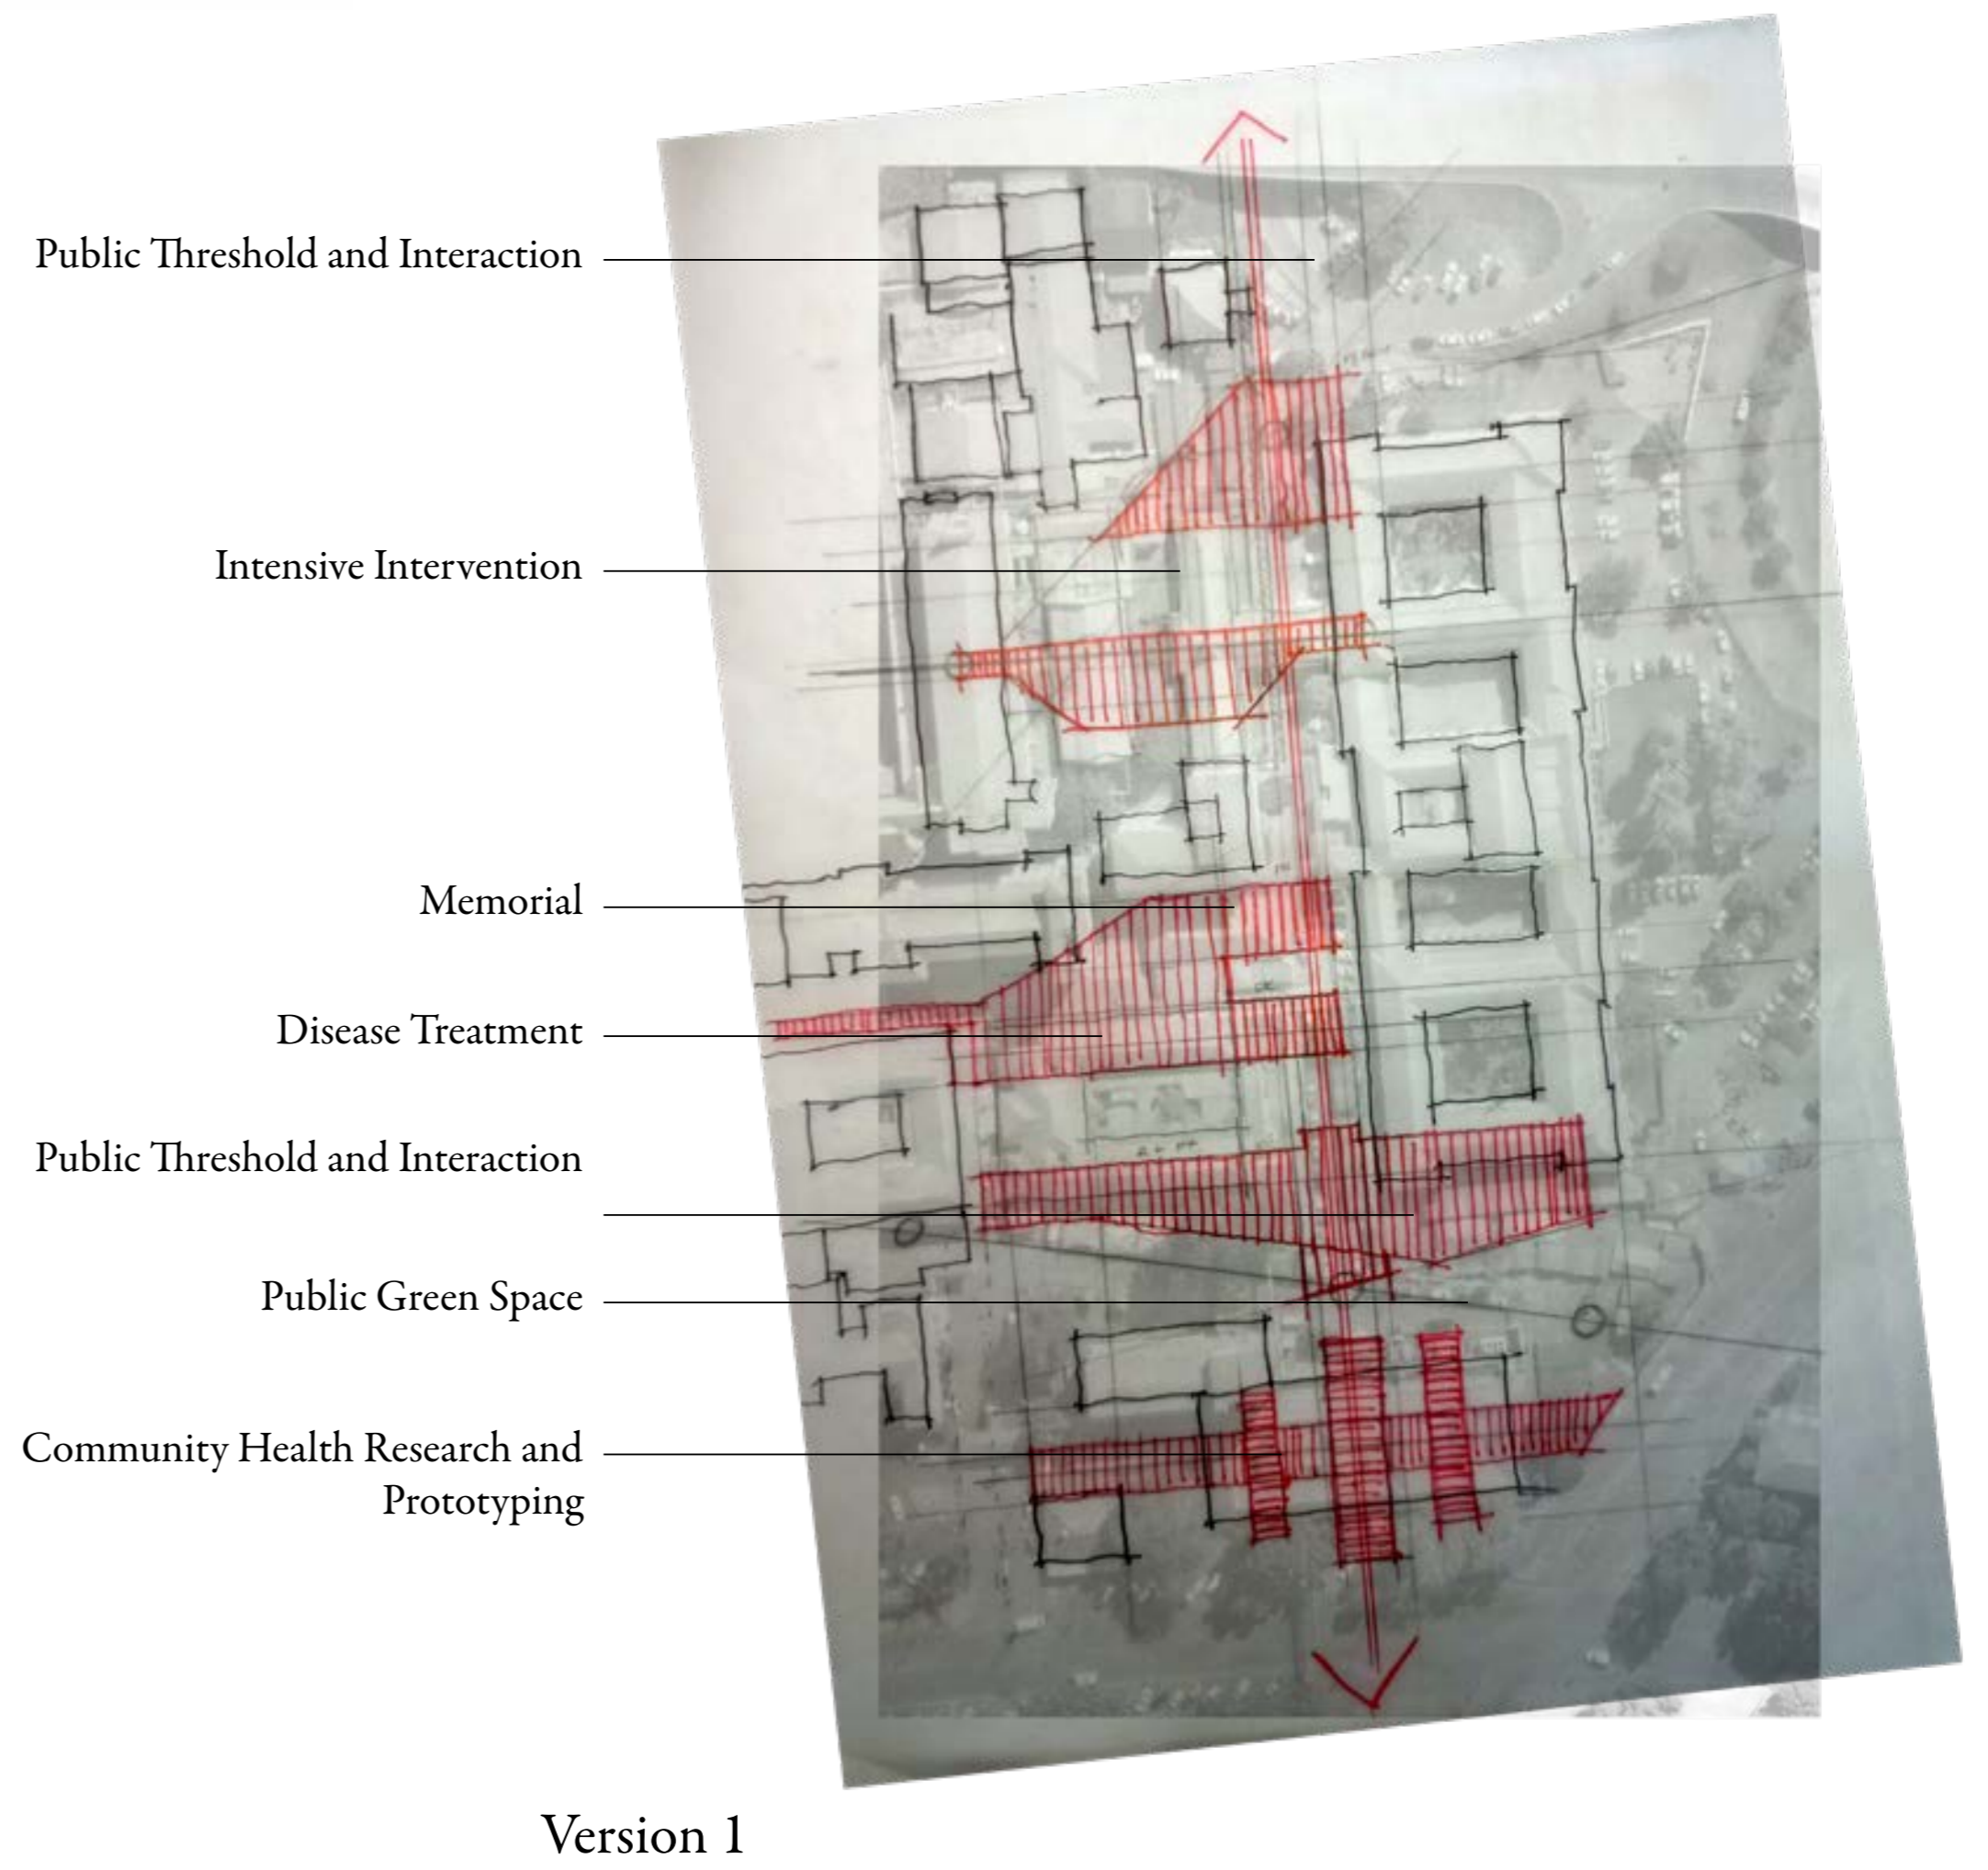 Public Threshold and Interaction
Intensive Intervention
Memorial
Disease Treatment
Public Threshold and Interaction
Public Green Space
Community Health Research and
Prototyping
Version 1